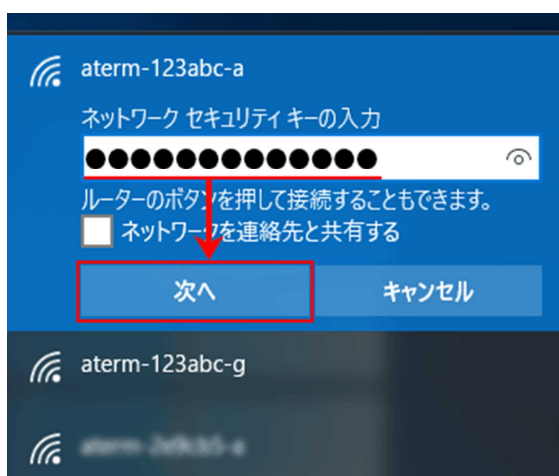 aterm-123abc-a
ネットワーク セキュリティ キーの入力
●●●●●●●●●●●●●
ルーターのボタンを押して接続することもできます。
ネットワークを連絡先と共有する
次へ
キャンセル
aterm-123abc-g